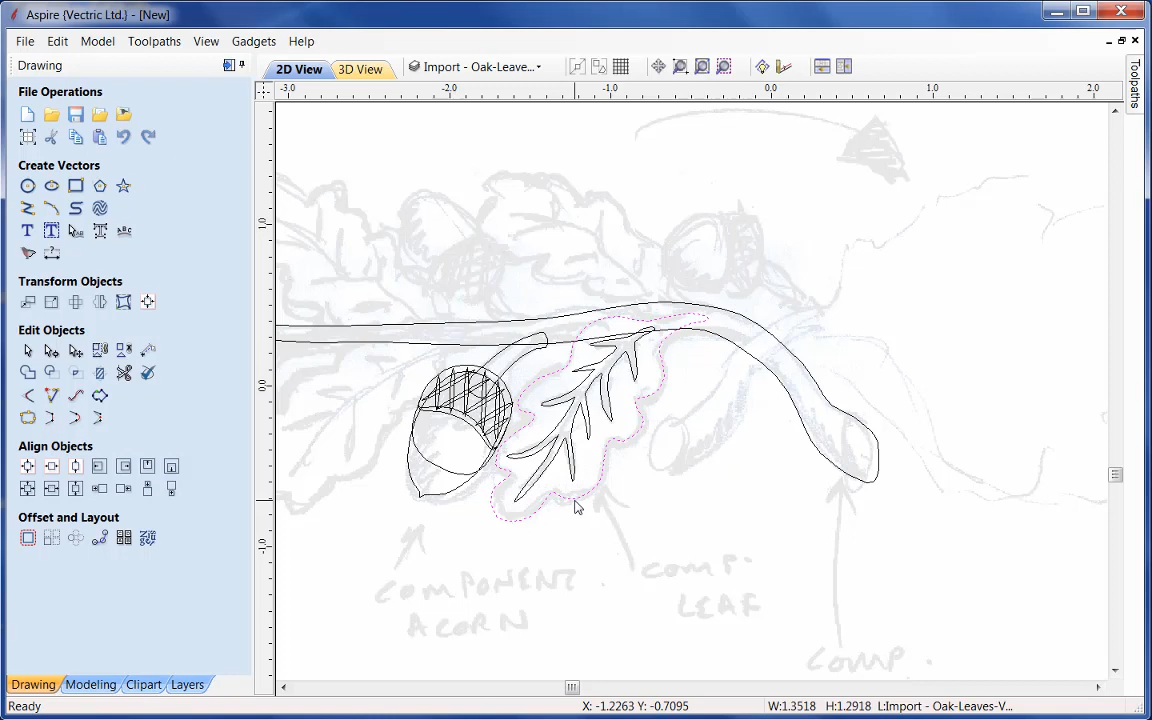 Aspire {Vectric Ltd.} - [New]
File Edit Model Toolpaths View Gadgets Help
Drawing
2D View 3D View Import - Oak-Leave...
Toolpaths
-3.0 -2.0 -1.0 0.0 1.0 2.0
File Operations
Create Vectors
1.0
Transform Objects
Edit Objects
0.0
Align Objects
Offset and Layout
-1.0
COMPONENT
ACORN
COMP.
LEAF
COMP.
Drawing Modeling Clipart Layers
Ready X: -1.2263 Y: -0.7095 W:1.3518 H:1.2918 L:Import - Oak-Leaves-V...